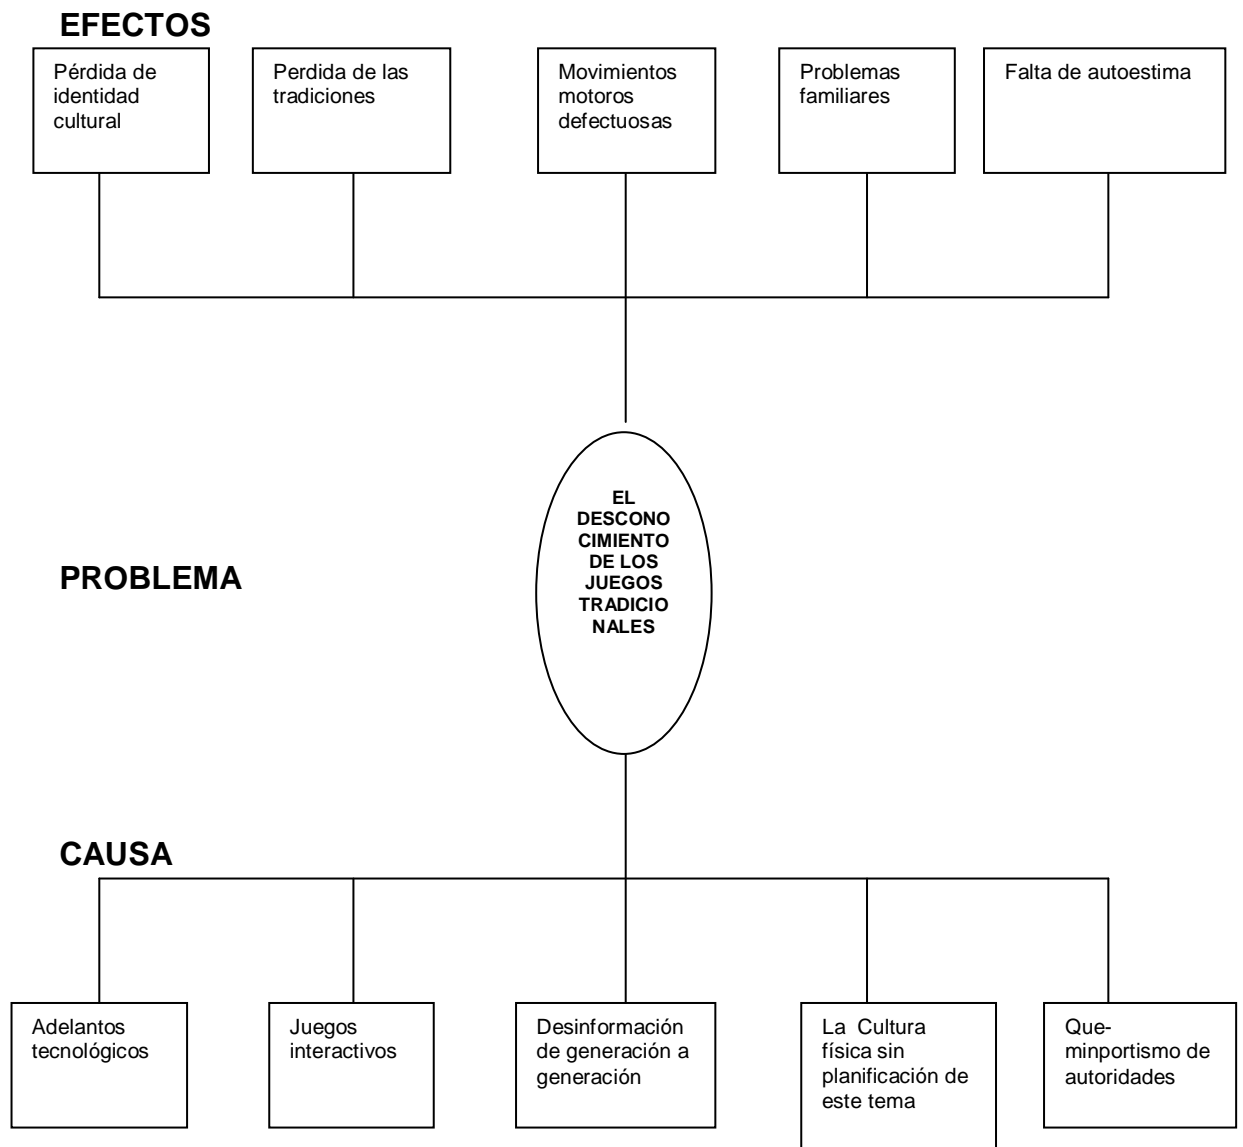 EFECTOS
Pérdida de
identidad
cultural
Perdida de las
tradiciones
Movimientos
motoros
defectuosas
Problemas
familiares
Falta de autoestima
EL
DESCONO
CIMIENTO
DE LOS
JUEGOS
TRADICIO
NALES
PROBLEMA
CAUSA
Adelantos
tecnológicos
Juegos
interactivos
Desinformación
de generación a
generación
La Cultura
física sin
planificación de
este tema
Que-
minportismo de
autoridades